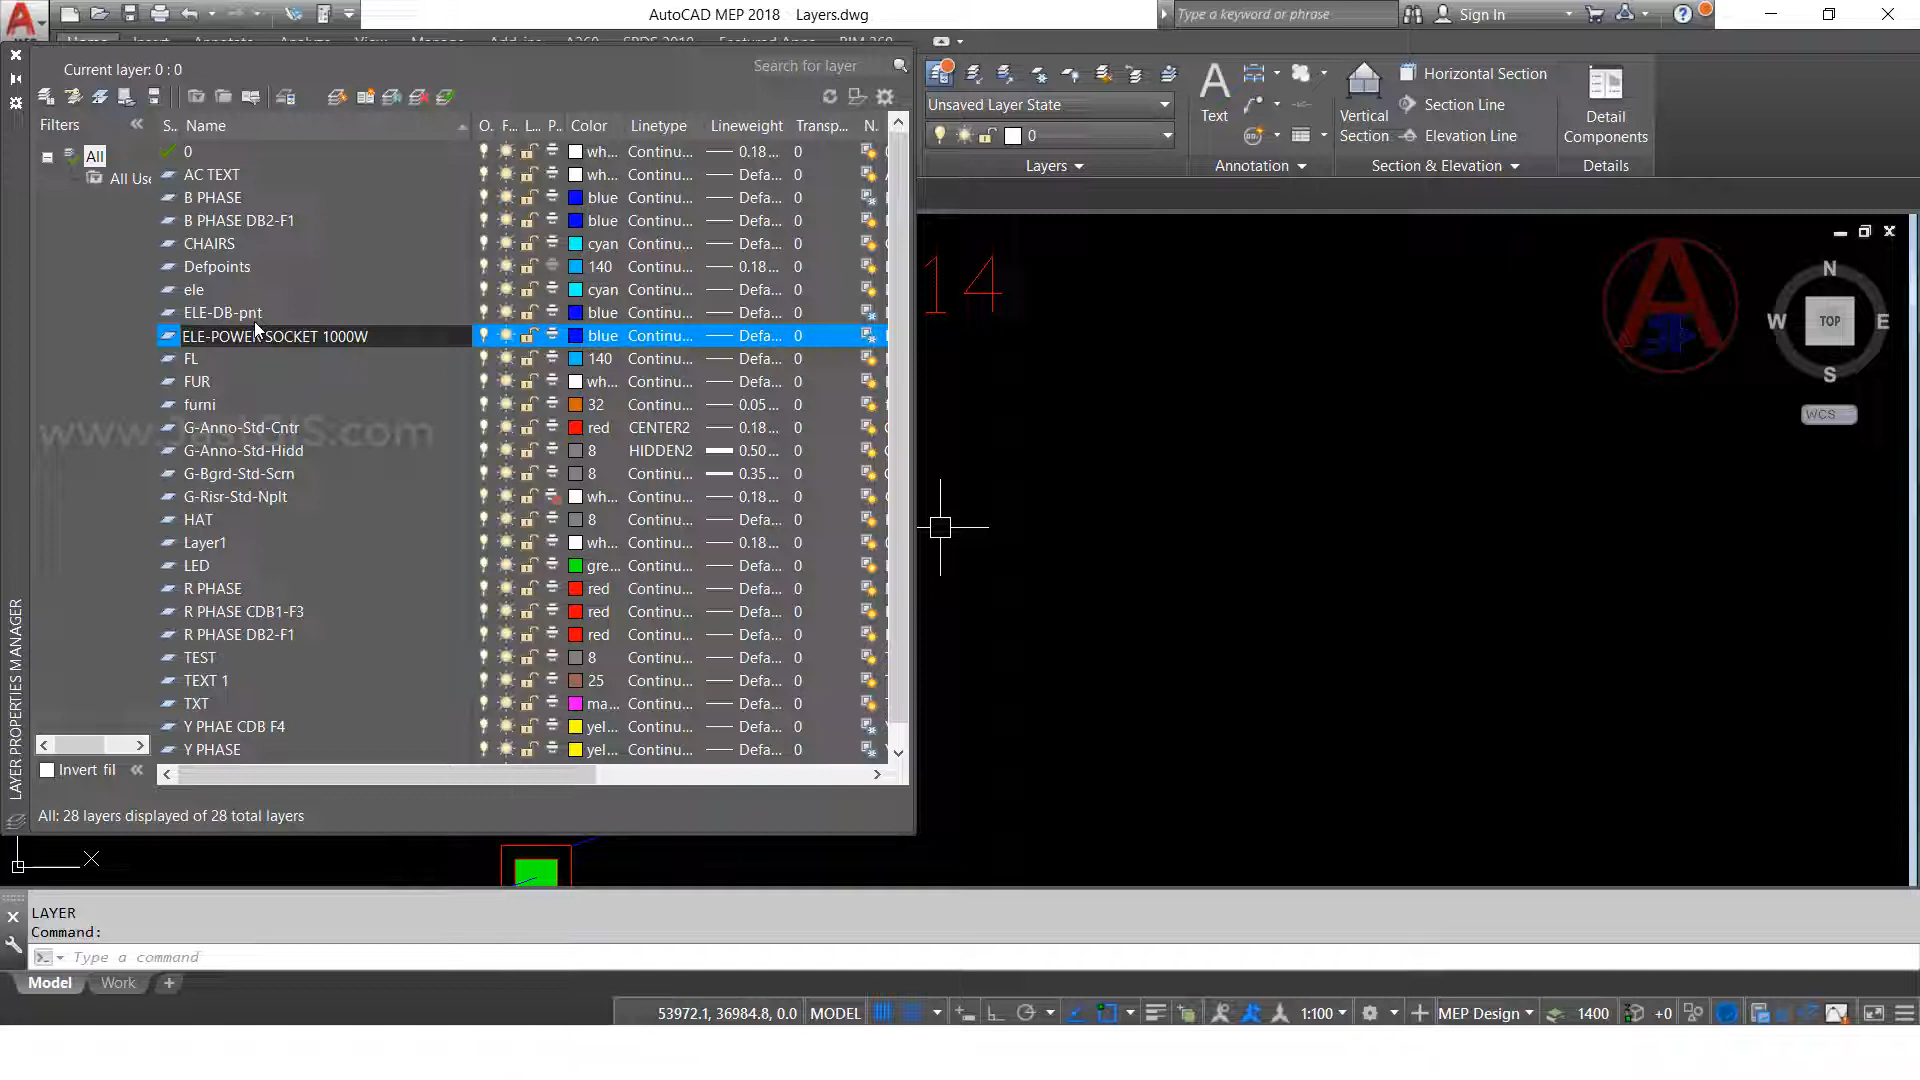 AutoCAD MEP 2018 Layers.dwg
Type a keyword or phrase
Sign In
Current layer: 0 : 0
Search for layer
Filters
S.. Name O. F... L... P.. Color Linetype Lineweight Transp... N.
All
All Use
0 wh... Continu... 0.18 ... 0
AC TEXT wh... Continu... Defa... 0
B PHASE blue Continu... Defa... 0
B PHASE DB2-F1 blue Continu... Defa... 0
CHAIRS cyan Continu... Defa... 0
Defpoints 140 Continu... 0.18 ... 0
ele cyan Continu... Defa... 0
ELE-DB-pnt blue Continu... Defa... 0
ELE-POWER SOCKET 1000W blue Continu... Defa... 0
FL 140 Continu... Defa... 0
FUR wh... Continu... Defa... 0
furni 32 Continu... 0.05 ... 0
G-Anno-Std-Cntr red CENTER2 0.18 ... 0
G-Anno-Std-Hidd 8 HIDDEN2 0.50 ... 0
G-Bgrd-Std-Scrn 8 Continu... 0.35 ... 0
G-Risr-Std-Nplt wh... Continu... 0.18 ... 0
HAT 8 Continu... Defa... 0
Layer1 wh... Continu... 0.18 ... 0
LED gre... Continu... Defa... 0
R PHASE red Continu... Defa... 0
R PHASE CDB1-F3 red Continu... Defa... 0
R PHASE DB2-F1 red Continu... Defa... 0
TEST 8 Continu... Defa... 0
TEXT 1 25 Continu... Defa... 0
TXT ma... Continu... Defa... 0
Y PHAE CDB F4 yel... Continu... Defa... 0
Y PHASE yel... Continu... Defa... 0
Invert fil
All: 28 layers displayed of 28 total layers
LAYER PROPERTIES MANAGER
Unsaved Layer State
0
Layers
Text
Annotation
Vertical
Section
Horizontal Section
Section Line
Elevation Line
Section & Elevation
Detail
Components
Details
14
N
W TOP E
S
WCS
X
LAYER
Command:
Type a command
Model Work +
53972.1, 36984.8, 0.0 MODEL 1:100 MEP Design 1400 +0